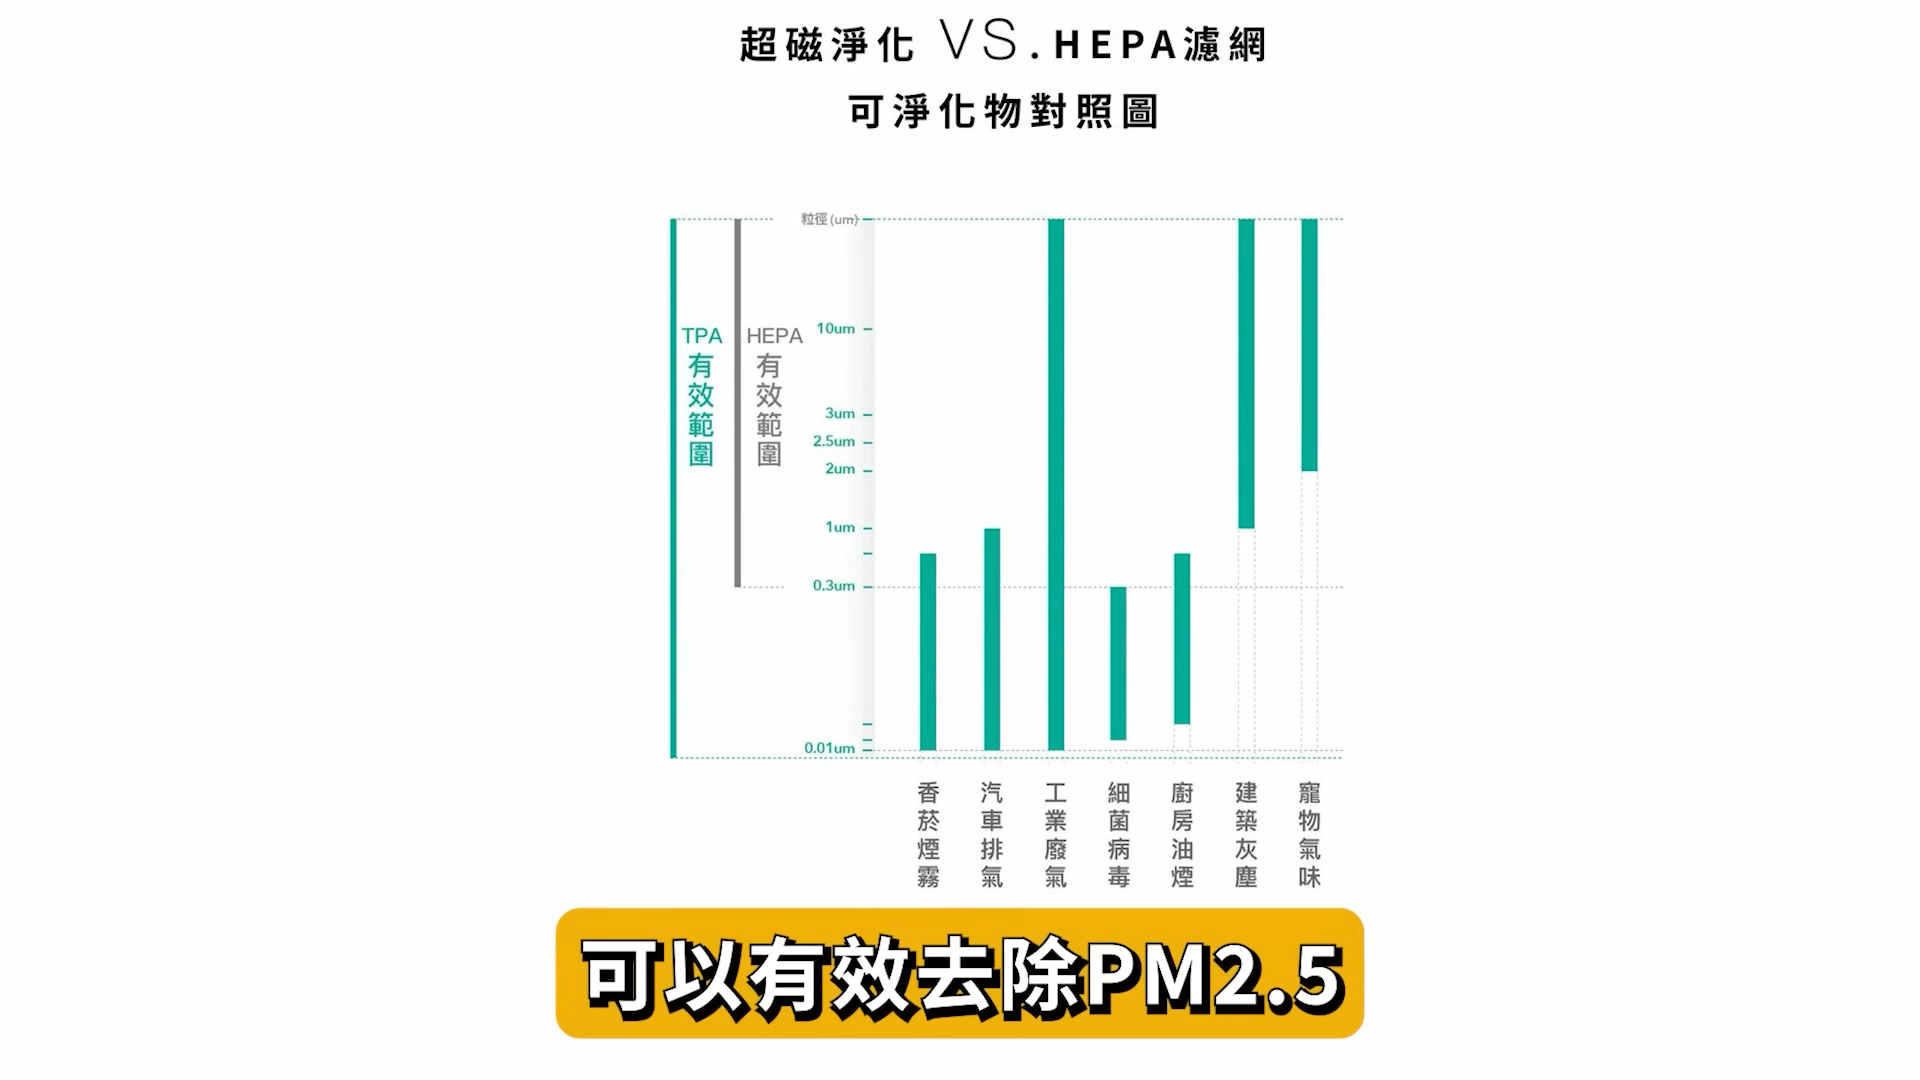 超磁淨化 VS.HEPA濾網
可淨化物對照圖
粒徑(um)
TPA
有效範圍
HEPA
有效範圍
10um
3um
2.5um
2um
1um
0.3um
0.01um
香菸煙霧
汽車排氣
工業廢氣
細菌病毒
廚房油煙
建築灰塵
寵物氣味
可以有效去除PM2.5